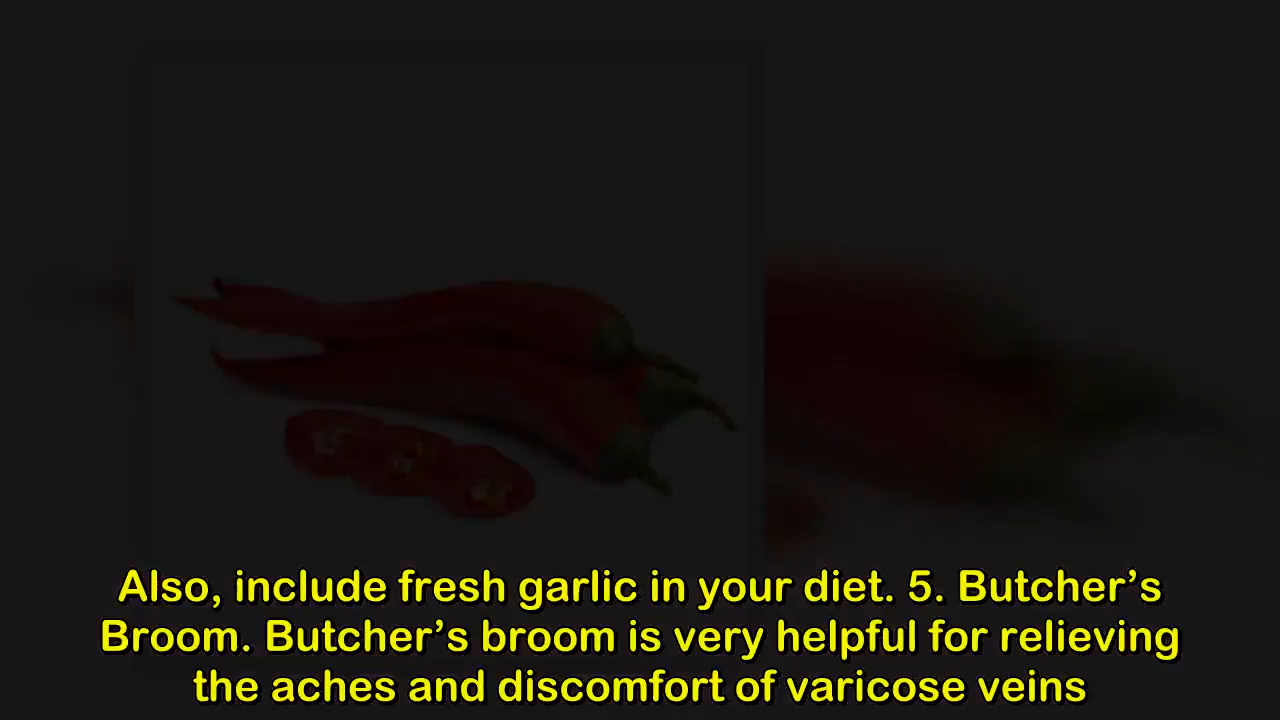 Also, include fresh garlic in your diet. 5. Butcher’s
Broom. Butcher’s broom is very helpful for relieving
the aches and discomfort of varicose veins